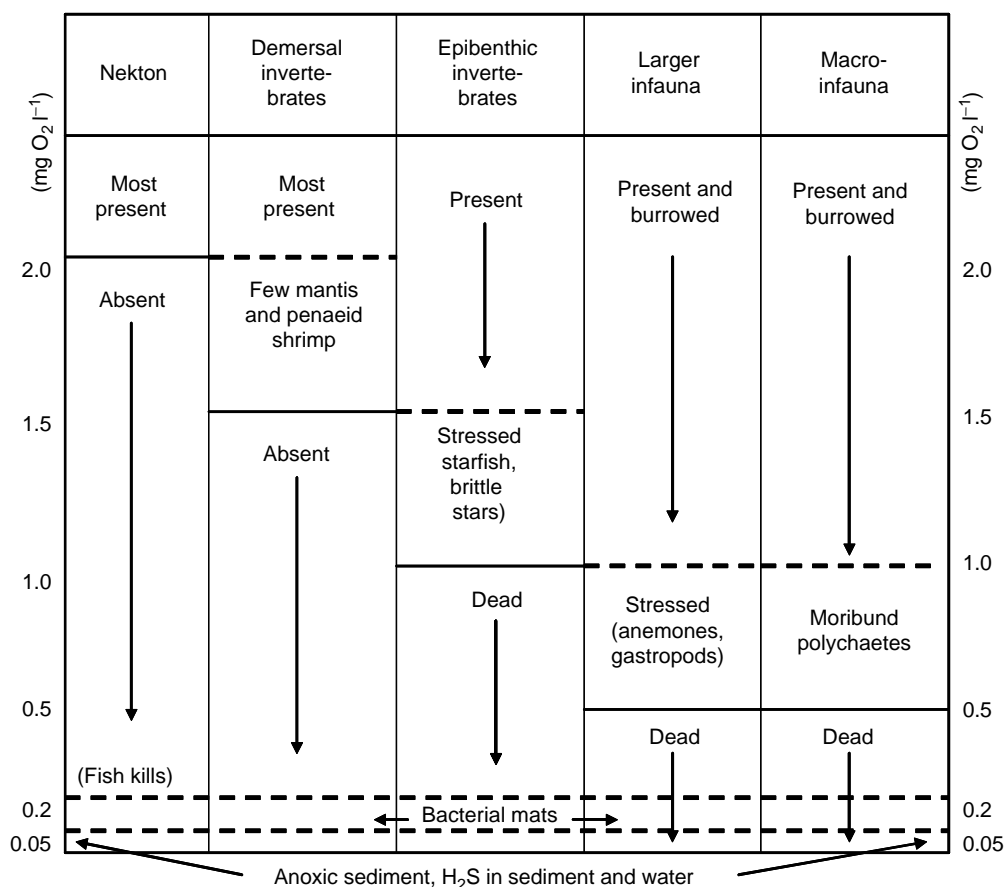 Nekton
Demersal
inverte-
brates
Epibenthic
inverte-
brates
Larger
infauna
Macro-
infauna
(mg O₂ l⁻¹)
(mg O₂ l⁻¹)
Most
present
Most
present
Present
Present and
burrowed
Present and
burrowed
2.0
2.0
Absent
Few mantis
and penaeid
shrimp
1.5
1.5
Absent
Stressed
starfish,
brittle
stars)
1.0
1.0
Dead
Stressed
(anemones,
gastropods)
Moribund
polychaetes
0.5
0.5
Dead
Dead
(Fish kills)
0.2
0.2
Bacterial mats
0.05
0.05
Anoxic sediment, H₂S in sediment and water